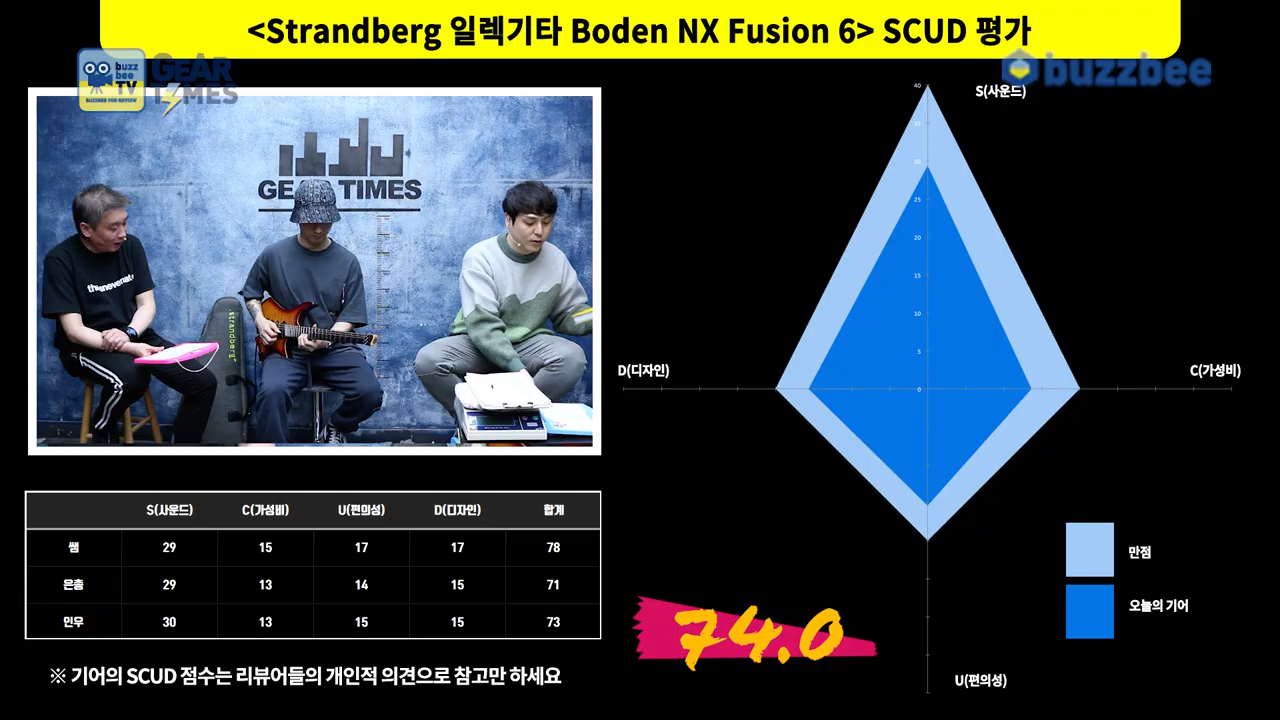 <Strandberg 일렉기타 Boden NX Fusion 6> SCUD 평가
buzz
bee
TV
BUZZBEE YOU REVIEW
GEAR
TIMES
buzzbee
GEAR TIMES
strandberg
S(사운드)
40
35
30
25
20
15
10
5
0
D(디자인)
C(가성비)
U(편의성)
만점
오늘의 기어
S(사운드) C(가성비) U(편의성) D(디자인) 합계
쌤 29 15 17 17 78
은총 29 13 14 15 71
민우 30 13 15 15 73
74.0
※ 기어의 SCUD 점수는 리뷰어들의 개인적 의견으로 참고만 하세요